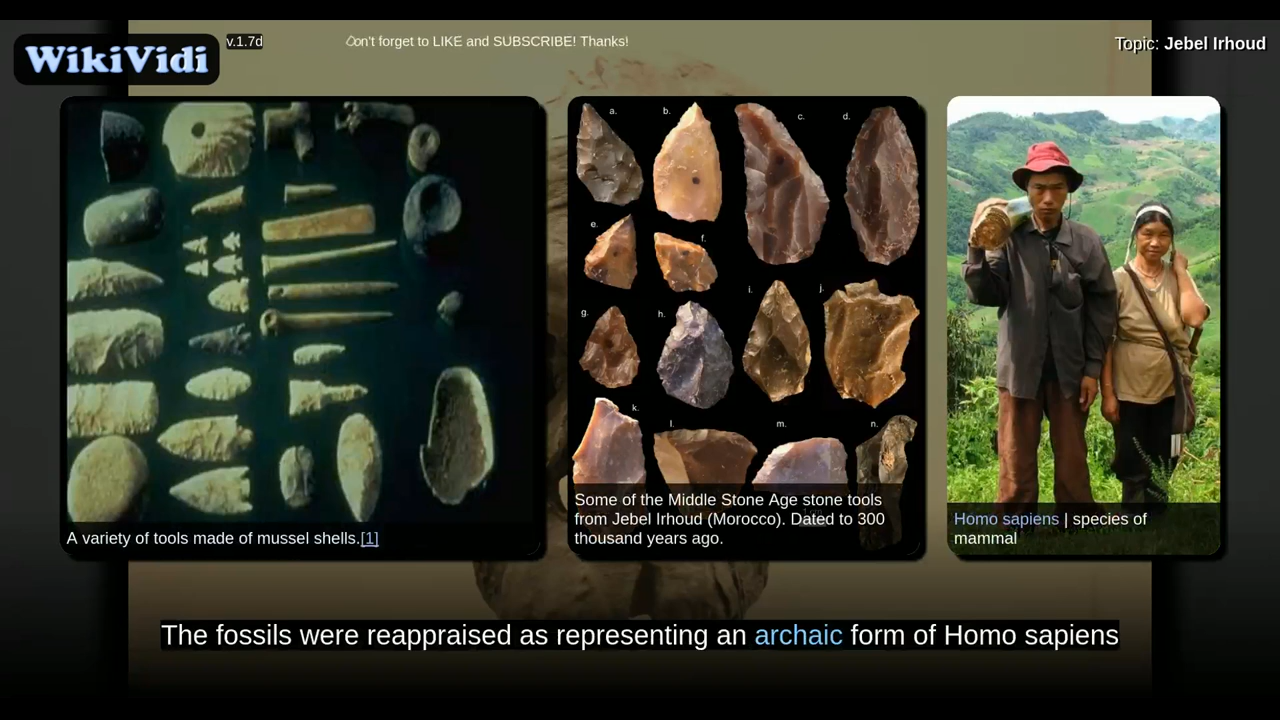 WikiVidi
v.1.7d
Don't forget to LIKE and SUBSCRIBE! Thanks!
Topic: Jebel Irhoud
a.
b.
c.
d.
e.
f.
g.
h.
i.
j.
k.
l.
m.
n.
A variety of tools made of mussel shells.[1]
Some of the Middle Stone Age stone tools
from Jebel Irhoud (Morocco). Dated to 300
thousand years ago.
Homo sapiens | species of
mammal
The fossils were reappraised as representing an archaic form of Homo sapiens